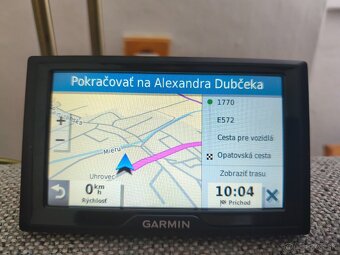 Pokračovať na Alexandra Dubčeka
1770
E572
Cesta pre vozidlá
Opatovská cesta
Zobraziť trasu
+
−
Mieru
Uhrovec
0 km/h
Rýchlosť
10:04
Príchod
GARMIN